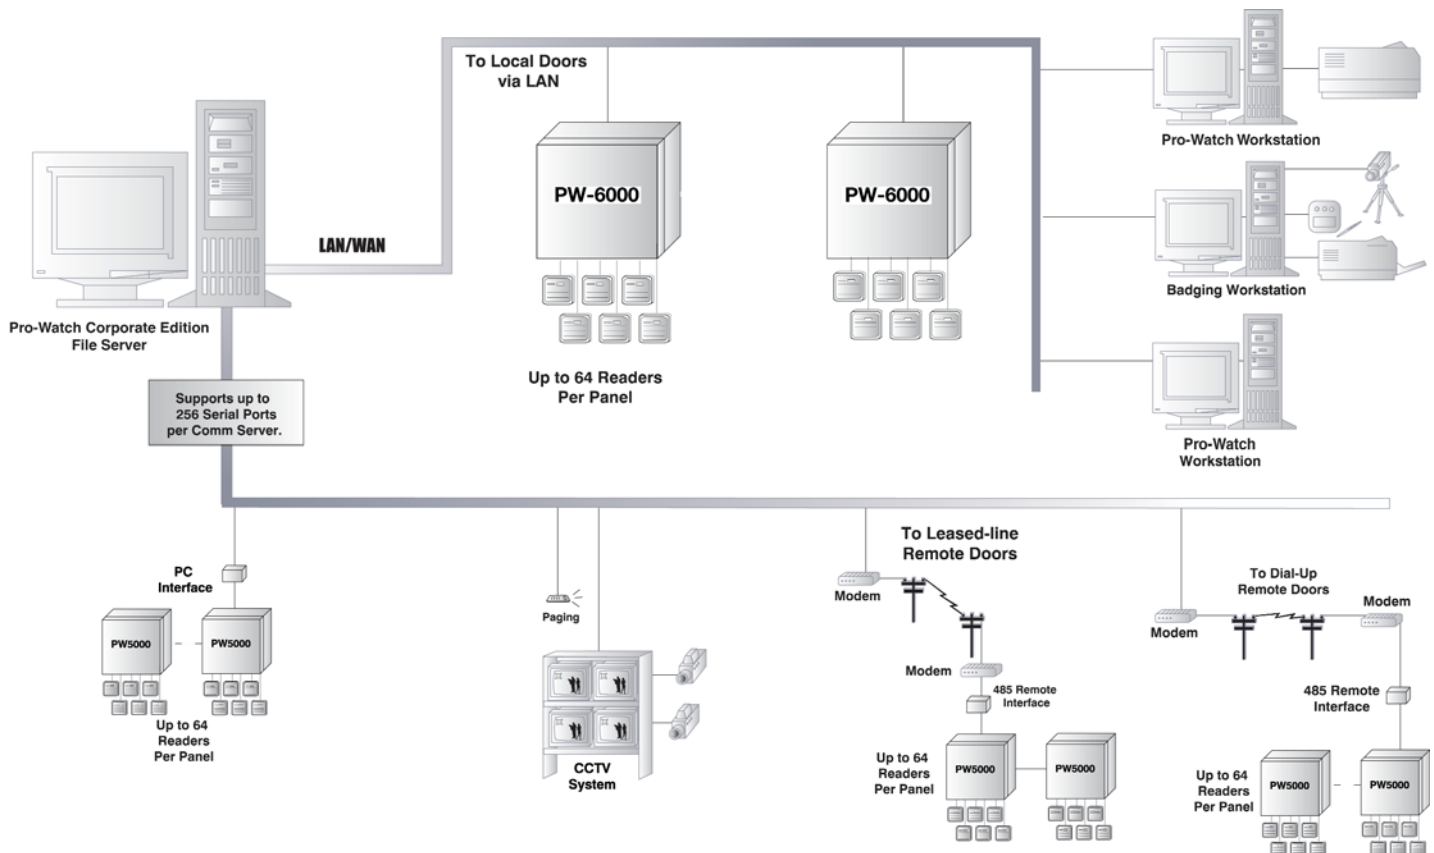 To Local Doors
via LAN
PW-6000
PW-6000
Pro-Watch Workstation
LAN/WAN
Badging Workstation
Pro-Watch Corporate Edition
File Server
Up to 64 Readers
Per Panel
Supports up to
256 Serial Ports
per Comm Server.
Pro-Watch
Workstation
PC
Interface
PW5000
PW5000
Up to 64
Readers
Per Panel
Paging
CCTV
System
To Leased-line
Remote Doors
Modem
Modem
485 Remote
Interface
Up to 64
Readers
Per Panel
PW5000
PW5000
To Dial-Up
Remote Doors
Modem
Modem
485 Remote
Interface
Up to 64
Readers
Per Panel
PW5000
PW5000